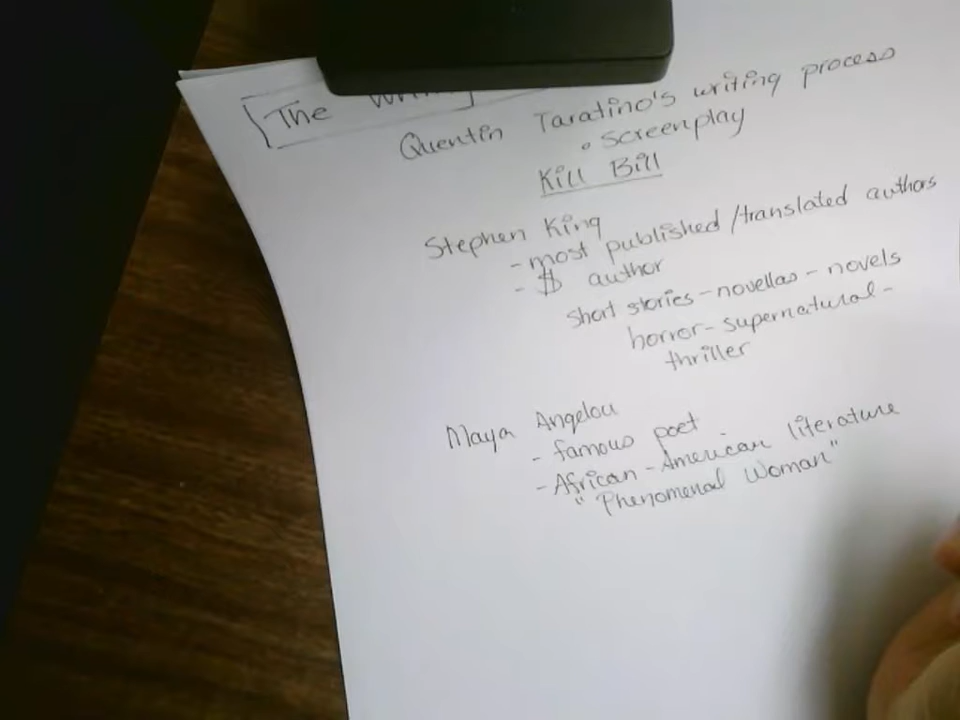 The
Quentin Taratino's writing process
• Screenplay
Kill Bill
Stephen King
- most published/translated authors
- $ author
short stories - novellas - novels
horror - supernatural -
thriller
Maya Angelou
- famous poet
- African-American literature
"Phenomenal Woman"